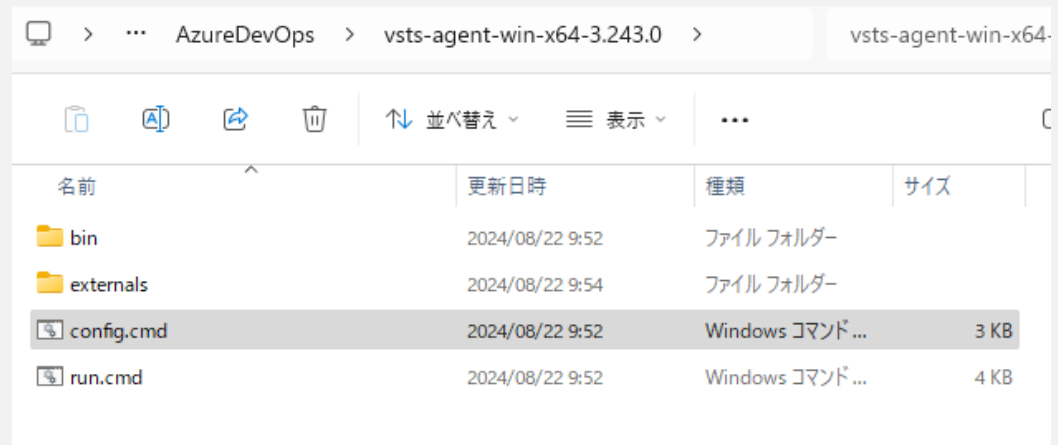 > ··· AzureDevOps > vsts-agent-win-x64-3.243.0 > vsts-agent-win-x64-
並べ替え 表示 ···
名前 更新日時 種類 サイズ
bin 2024/08/22 9:52 ファイル フォルダー
externals 2024/08/22 9:54 ファイル フォルダー
config.cmd 2024/08/22 9:52 Windows コマンド ... 3 KB
run.cmd 2024/08/22 9:52 Windows コマンド ... 4 KB